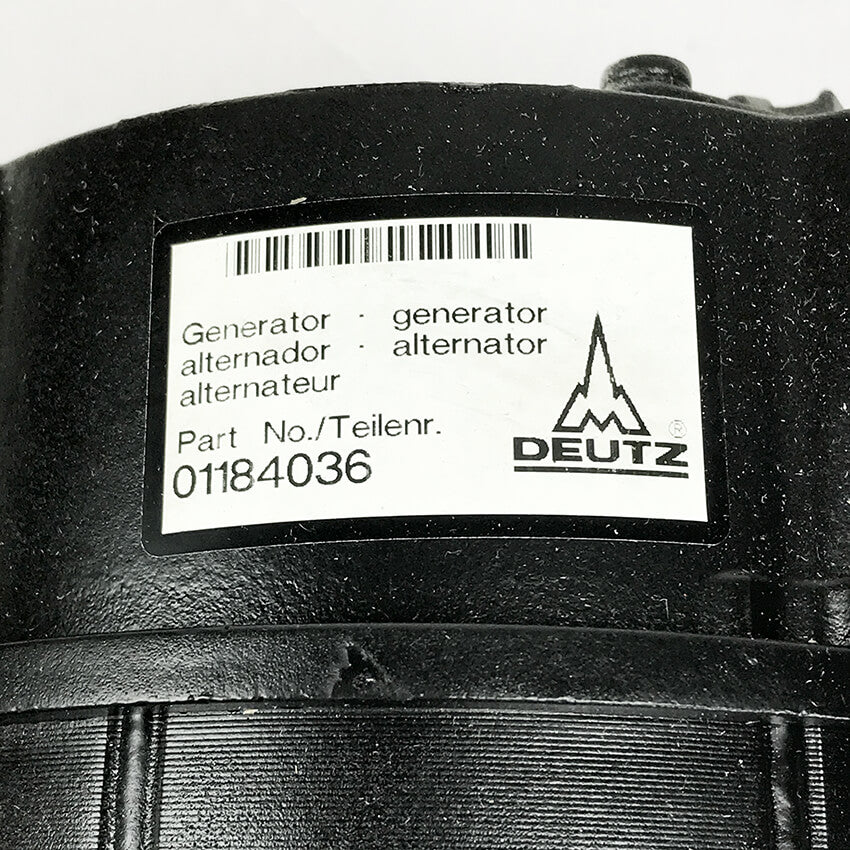 Generator · generator
alternador · alternator
alternateur
Part No./Teilenr.
01184036
DEUTZ ®